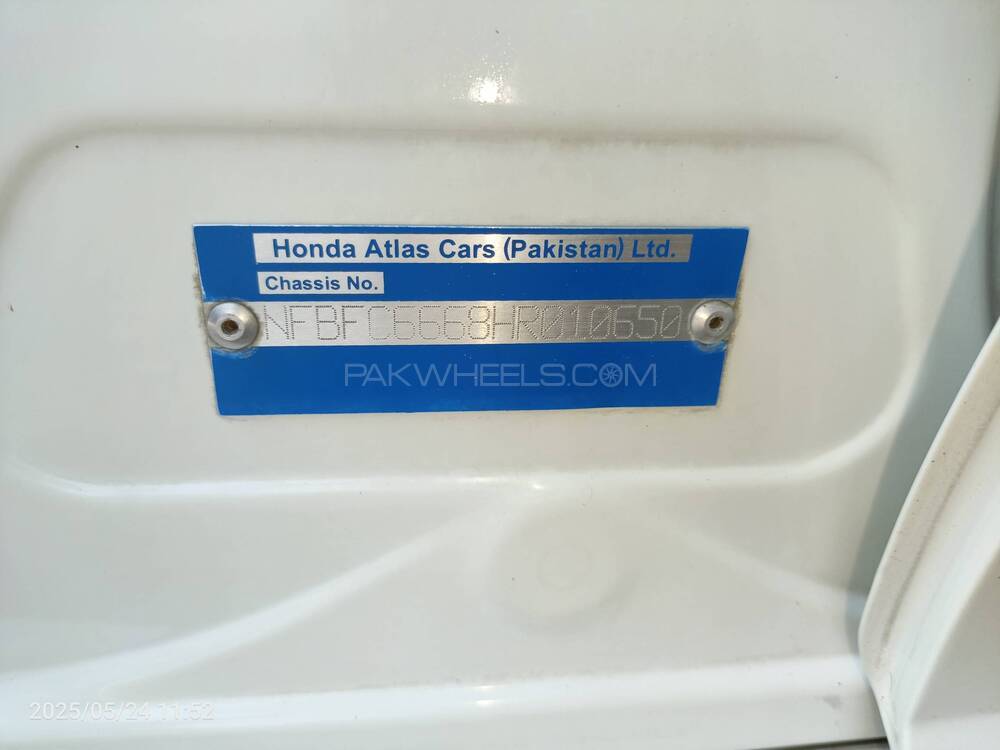 Honda Atlas Cars (Pakistan) Ltd.
Chassis No.
NFBFC6668HR010650
PAKWHEELS.COM
2025/05/24 11:52